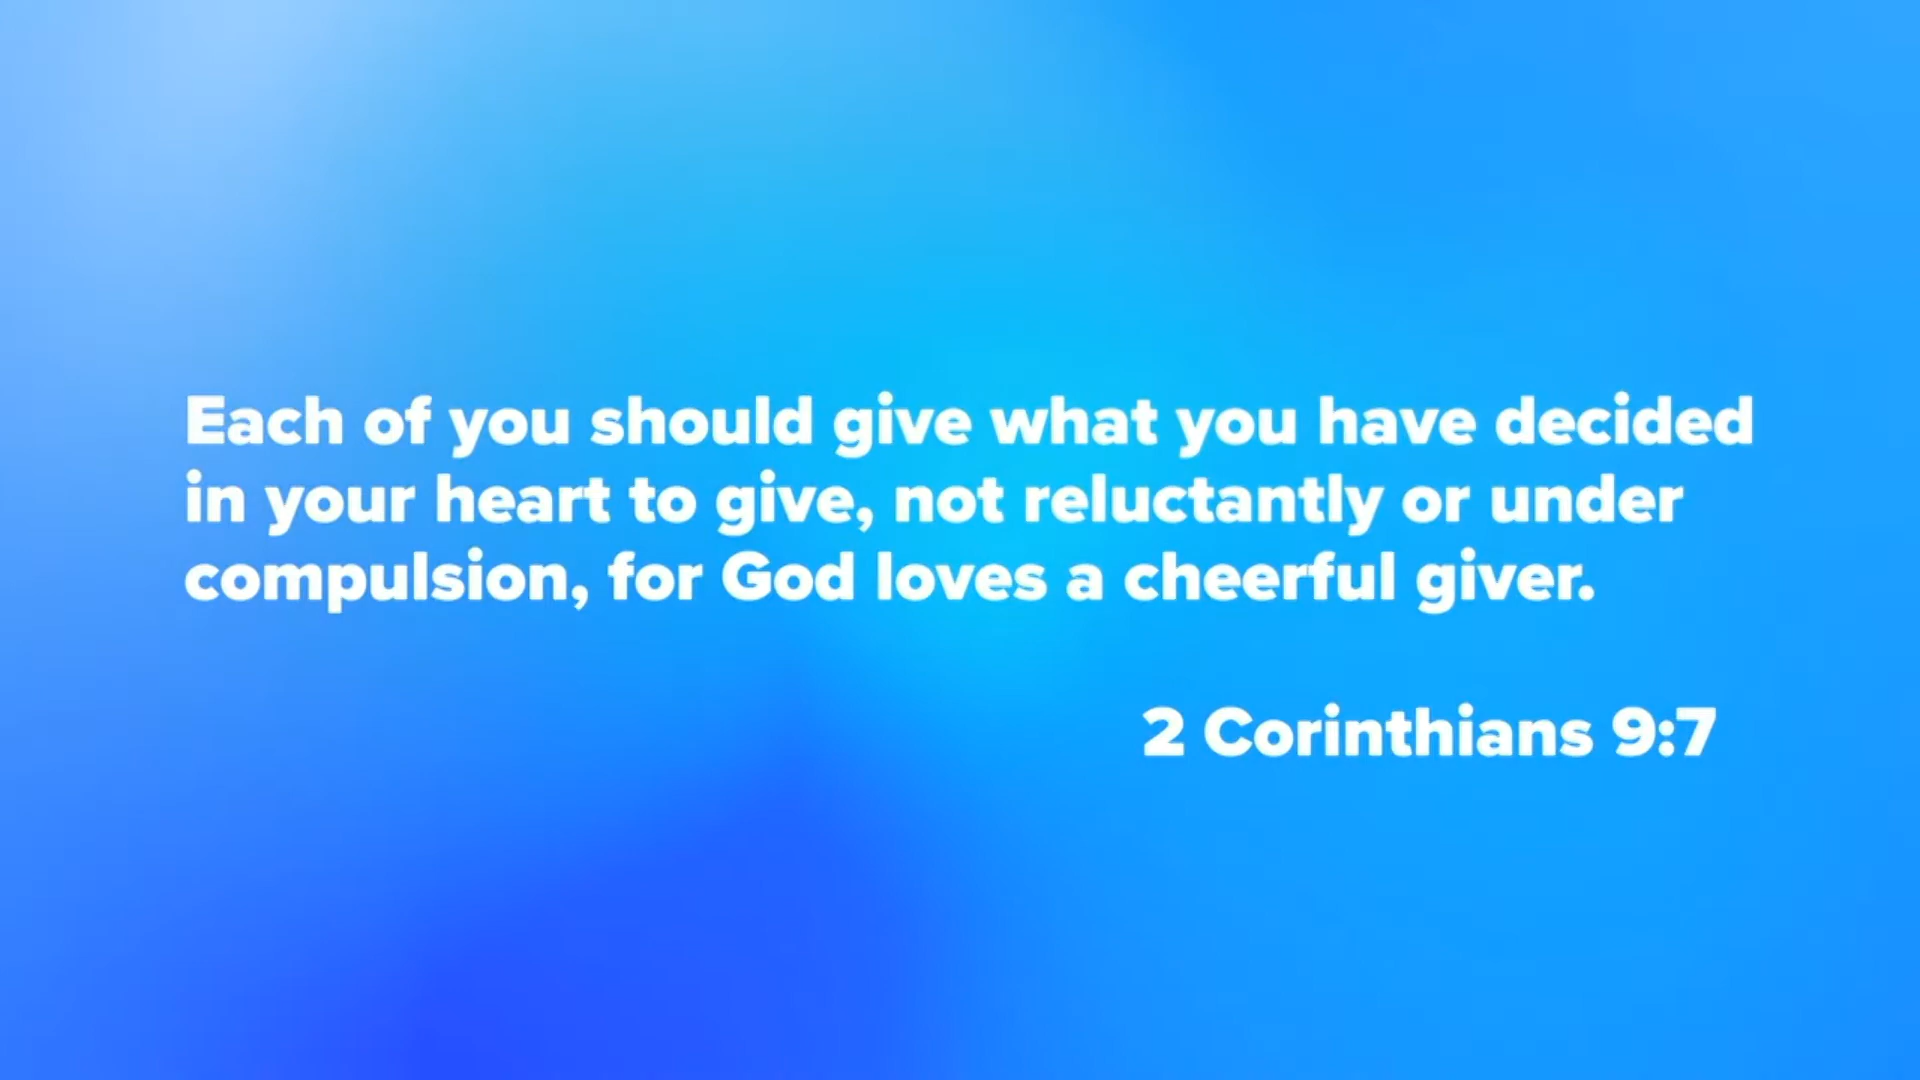 Each of you should give what you have decided
in your heart to give, not reluctantly or under
compulsion, for God loves a cheerful giver.
2 Corinthians 9:7